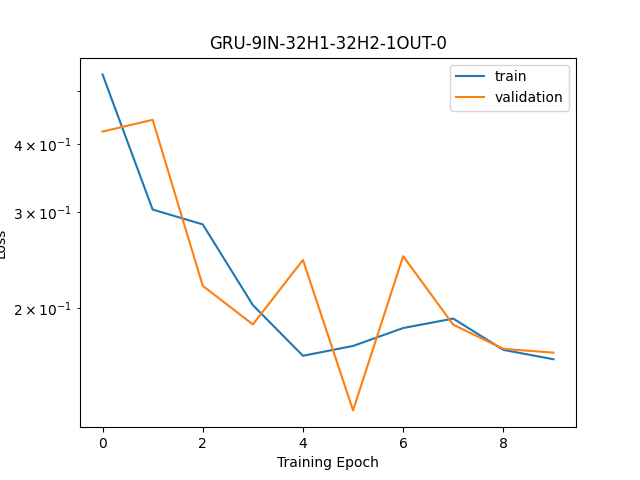 GRU-9IN-32H1-32H2-1OUT-0
train
validation
4 × 10⁻¹
3 × 10⁻¹
2 × 10⁻¹
Loss
0 2 4 6 8
Training Epoch